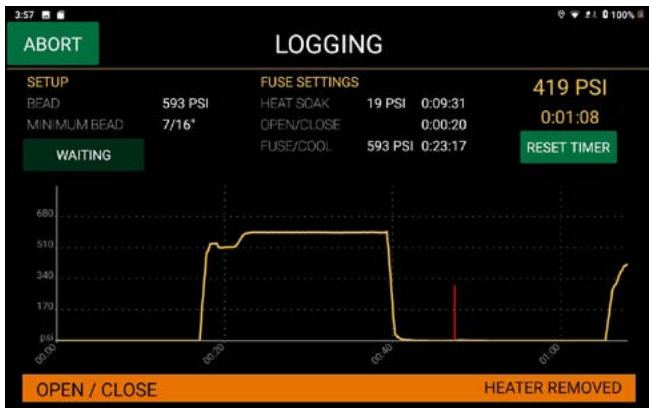 3:57 100%
ABORT LOGGING
SETUP FUSE SETTINGS 419 PSI
BEAD 593 PSI HEAT SOAK 19 PSI 0:09:31 0:01:08
MINIMUM BEAD 7/16" OPEN/CLOSE 0:00:20
WAITING FUSE/COOL 593 PSI 0:23:17 RESET TIMER
680
510
340
170
psi
00:00 00:20 00:40 01:00
OPEN / CLOSE HEATER REMOVED